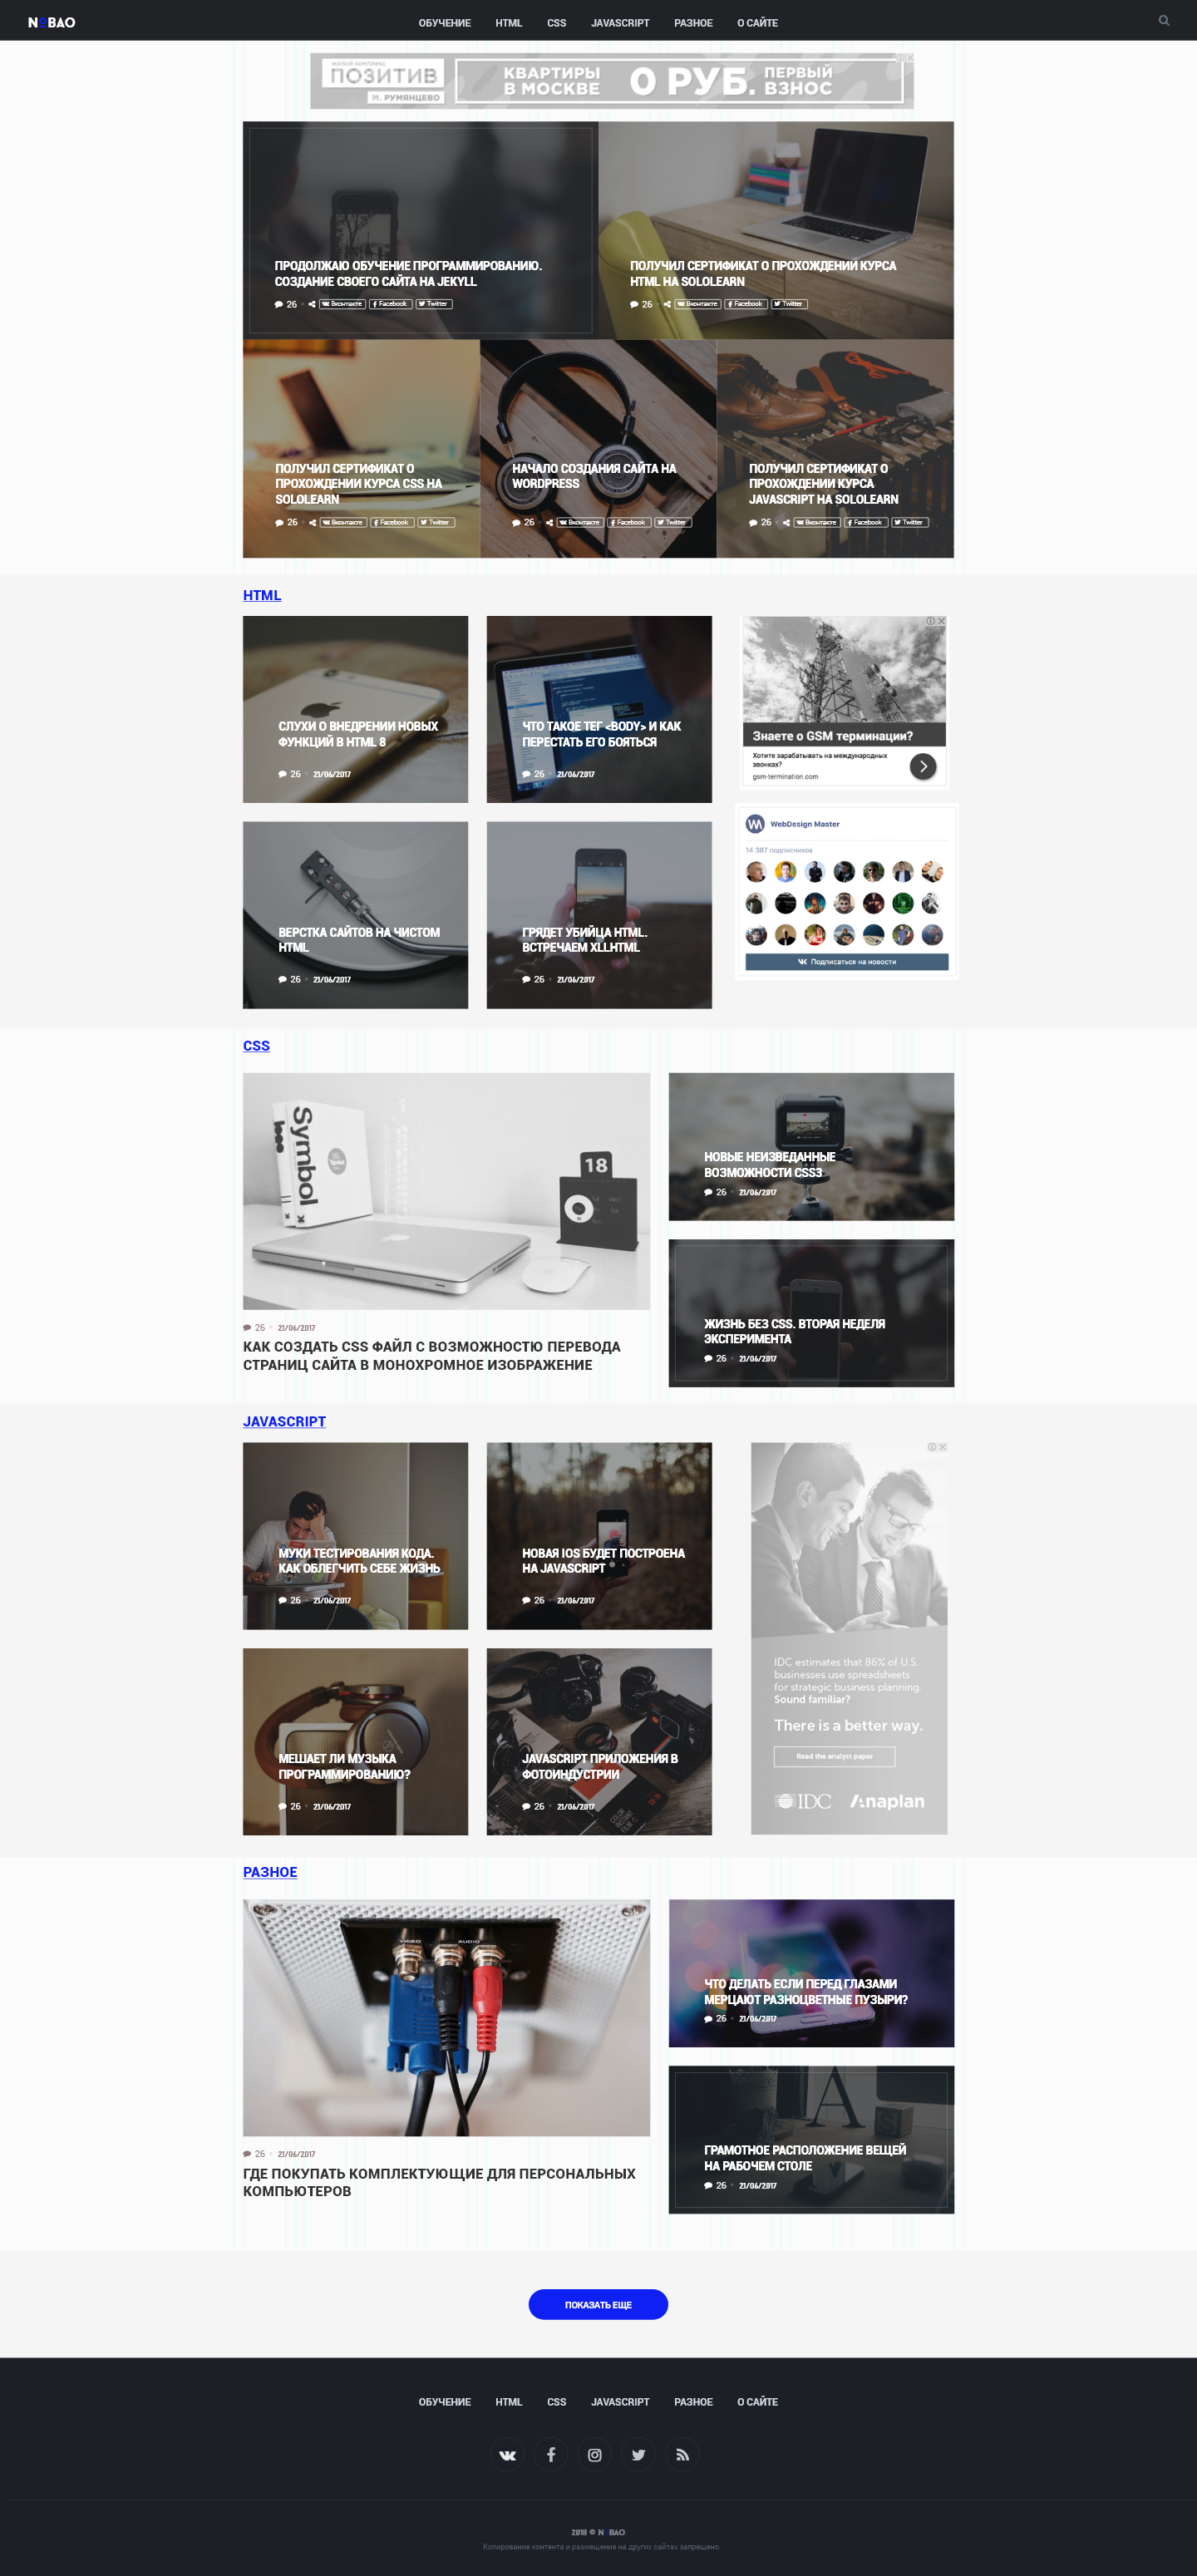 NOBAO
ОБУЧЕНИЕ HTML CSS JAVASCRIPT РАЗНОЕ О САЙТЕ
ЖИЛОЙ КОМПЛЕКС
ПОЗИТИВ
М. РУМЯНЦЕВО
КВАРТИРЫ
В МОСКВЕ
0 РУБ.
ПЕРВЫЙ
ВЗНОС
ПРОДОЛЖАЮ ОБУЧЕНИЕ ПРОГРАММИРОВАНИЮ.
СОЗДАНИЕ СВОЕГО САЙТА НА JEKYLL
26 Вконтакте Facebook Twitter
ПОЛУЧИЛ СЕРТИФИКАТ О ПРОХОЖДЕНИИ КУРСА
HTML НА SOLOLEARN
26 Вконтакте Facebook Twitter
ПОЛУЧИЛ СЕРТИФИКАТ О
ПРОХОЖДЕНИИ КУРСА CSS НА
SOLOLEARN
26 Вконтакте Facebook Twitter
НАЧАЛО СОЗДАНИЯ САЙТА НА
WORDPRESS
26 Вконтакте Facebook Twitter
ПОЛУЧИЛ СЕРТИФИКАТ О
ПРОХОЖДЕНИИ КУРСА
JAVASCRIPT НА SOLOLEARN
26 Вконтакте Facebook Twitter
HTML
СЛУХИ О ВНЕДРЕНИИ НОВЫХ
ФУНКЦИЙ В HTML 8
26 21/06/2017
ЧТО ТАКОЕ ТЕГ <BODY> И КАК
ПЕРЕСТАТЬ ЕГО БОЯТЬСЯ
26 21/06/2017
Знаете о GSM терминации?
Хотите зарабатывать на международных
звонках?
gsm-termination.com
WebDesign Master
14 387 подписчиков
Подписаться на новости
ВЕРСТКА САЙТОВ НА ЧИСТОМ
HTML
26 21/06/2017
ГРЯДЕТ УБИЙЦА HTML.
ВСТРЕЧАЕМ XLLHTML
26 21/06/2017
CSS
Symbol
18
26 21/06/2017
КАК СОЗДАТЬ CSS ФАЙЛ С ВОЗМОЖНОСТЬЮ ПЕРЕВОДА
СТРАНИЦ САЙТА В МОНОХРОМНОЕ ИЗОБРАЖЕНИЕ
НОВЫЕ НЕИЗВЕДАННЫЕ
ВОЗМОЖНОСТИ CSS3
26 21/06/2017
ЖИЗНЬ БЕЗ CSS. ВТОРАЯ НЕДЕЛЯ
ЭКСПЕРИМЕНТА
26 21/06/2017
JAVASCRIPT
МУКИ ТЕСТИРОВАНИЯ КОДА.
КАК ОБЛЕГЧИТЬ СЕБЕ ЖИЗНЬ
26 21/06/2017
НОВАЯ IOS БУДЕТ ПОСТРОЕНА
НА JAVASCRIPT
26 21/06/2017
МЕШАЕТ ЛИ МУЗЫКА
ПРОГРАММИРОВАНИЮ?
26 21/06/2017
JAVASCRIPT ПРИЛОЖЕНИЯ В
ФОТОИНДУСТРИИ
26 21/06/2017
IDC estimates that 86% of U.S.
businesses use spreadsheets
for strategic business planning.
Sound familiar?
There is a better way.
Read the analyst paper
IDC Anaplan
РАЗНОЕ
VIDEO AUDIO
26 21/06/2017
ГДЕ ПОКУПАТЬ КОМПЛЕКТУЮЩИЕ ДЛЯ ПЕРСОНАЛЬНЫХ
КОМПЬЮТЕРОВ
ЧТО ДЕЛАТЬ ЕСЛИ ПЕРЕД ГЛАЗАМИ
МЕРЦАЮТ РАЗНОЦВЕТНЫЕ ПУЗЫРИ?
26 21/06/2017
ГРАМОТНОЕ РАСПОЛОЖЕНИЕ ВЕЩЕЙ
НА РАБОЧЕМ СТОЛЕ
26 21/06/2017
ПОКАЗАТЬ ЕЩЕ
ОБУЧЕНИЕ HTML CSS JAVASCRIPT РАЗНОЕ О САЙТЕ
2018 © NOBAO
Копирование контента и размещение на других сайтах запрещено